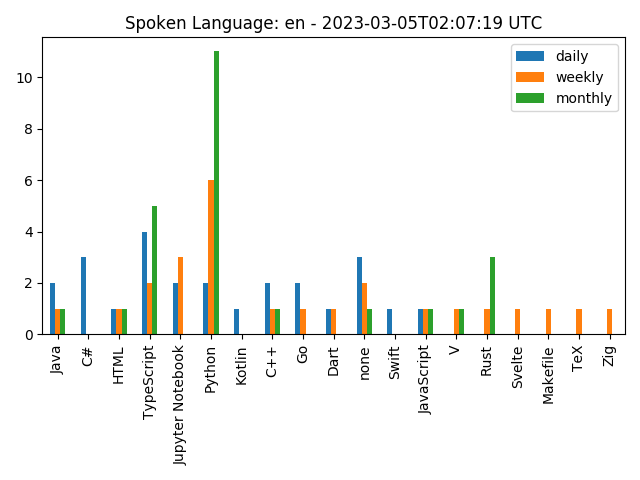 Spoken Language: en - 2023-03-05T02:07:19 UTC
daily
weekly
monthly
10
8
6
4
2
0
Java
C#
HTML
TypeScript
Jupyter Notebook
Python
Kotlin
C++
Go
Dart
none
Swift
JavaScript
V
Rust
Svelte
Makefile
TeX
Zig